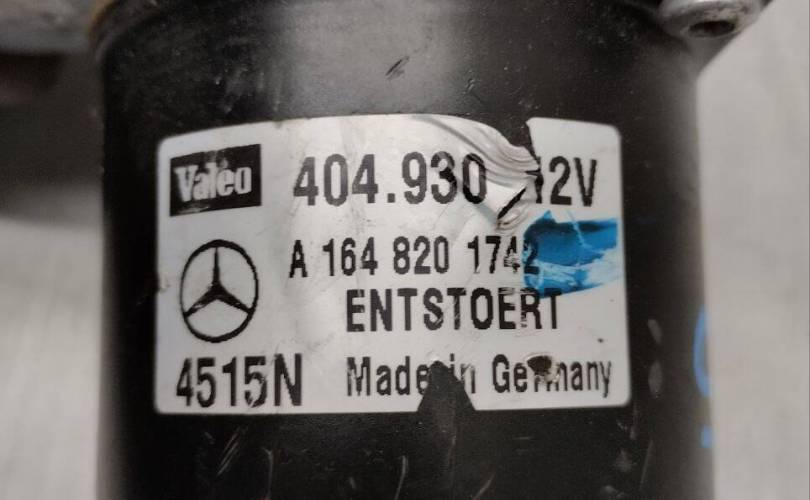 Valeo 404.930 12V
A 164 820 1742
ENTSTOERT
4515N Made in Germany